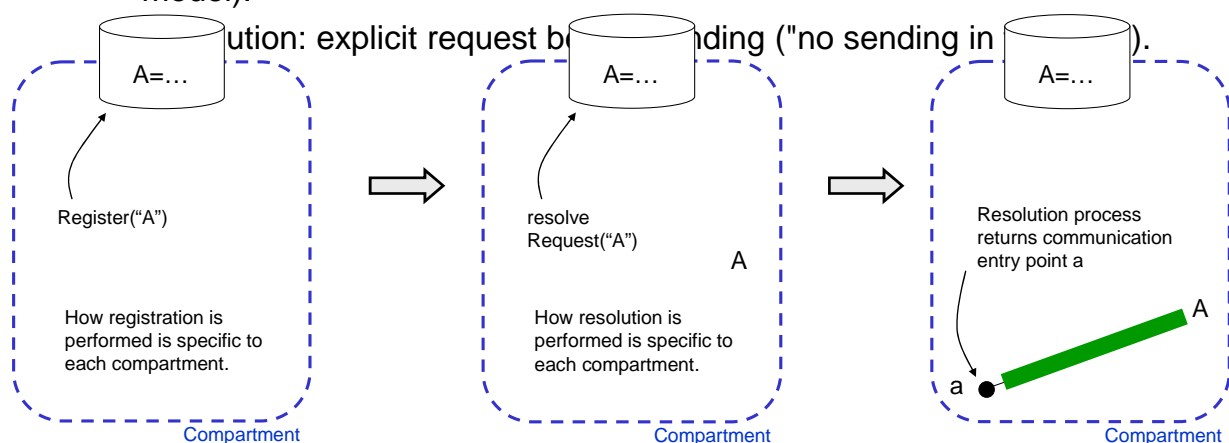 ution: explicit request be nding ("no sending in ).
A=…
Register(“A”)
How registration is
performed is specific to
each compartment.
Compartment
A=…
resolve
Request(“A”)
A
How resolution is
performed is specific to
each compartment.
Compartment
A=…
Resolution process
returns communication
entry point a
A
a
Compartment